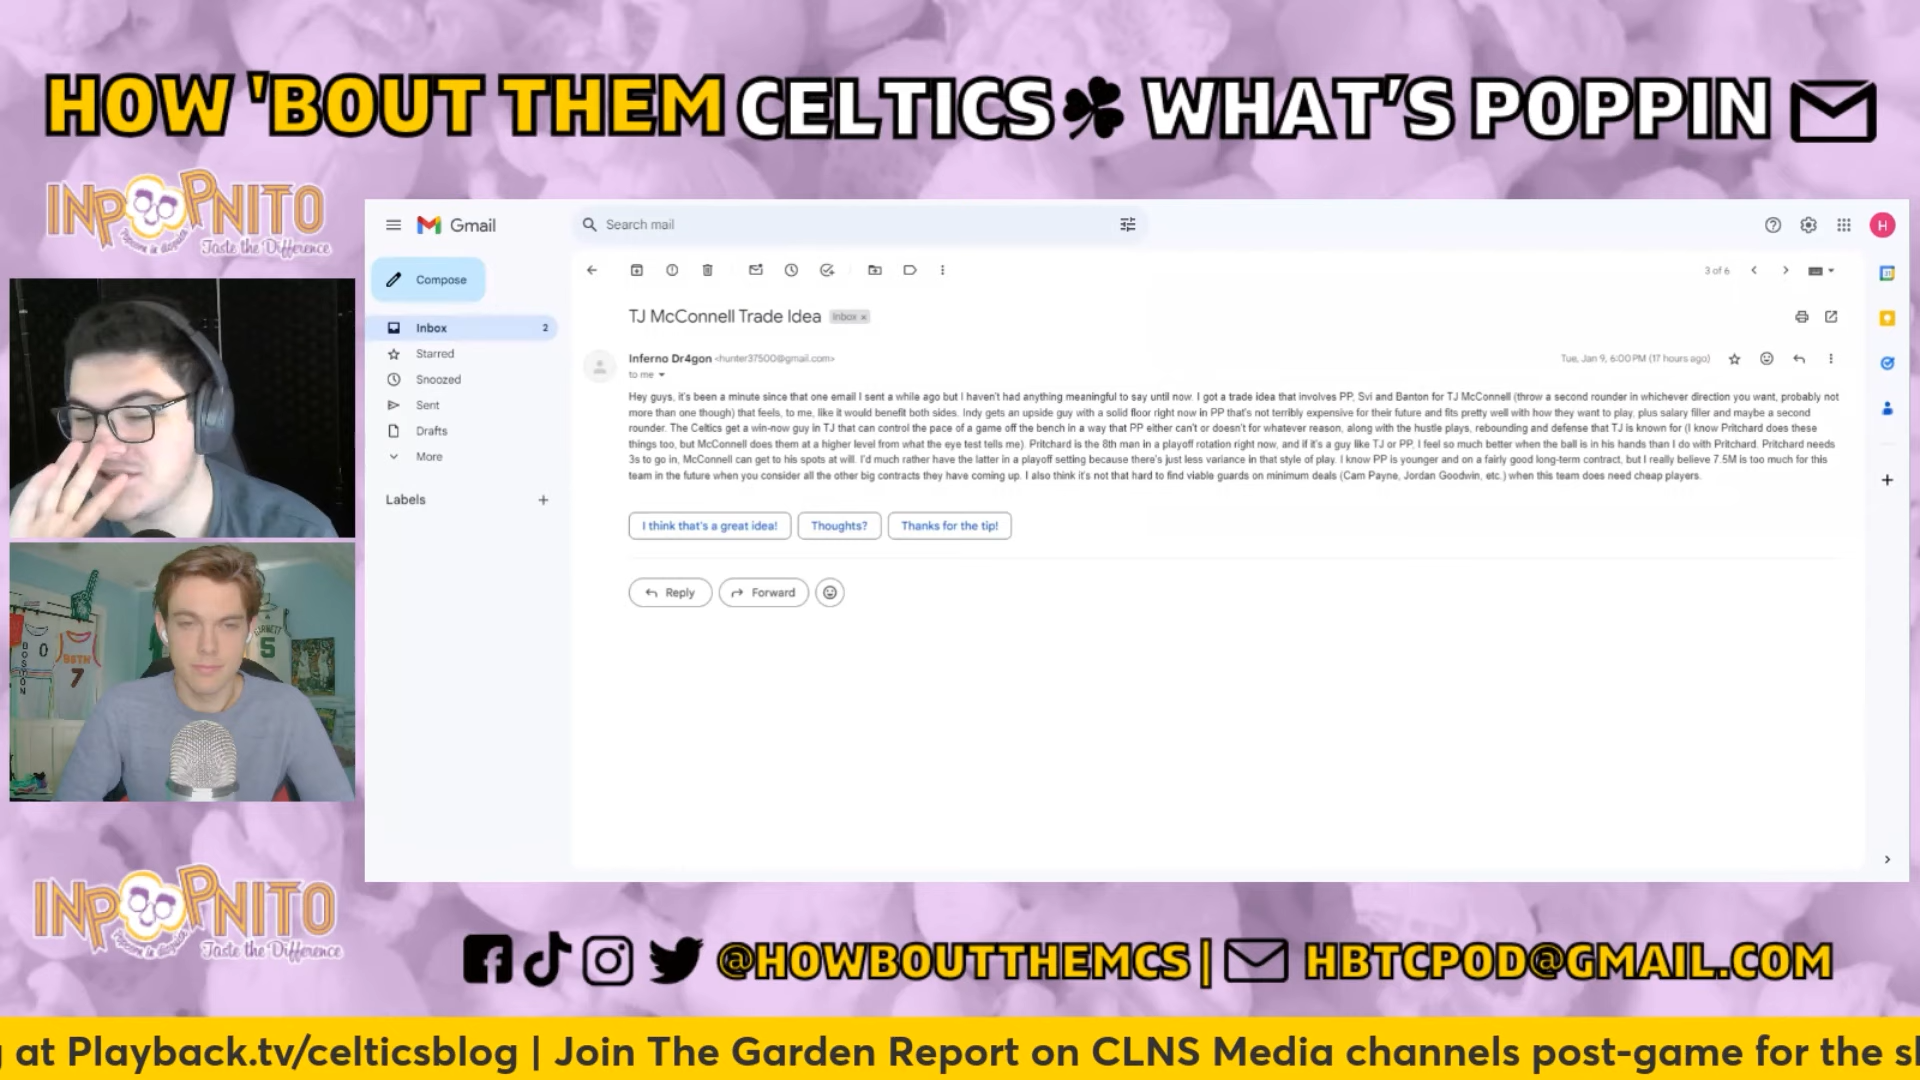 HOW 'BOUT THEM CELTICS WHAT'S POPPIN
INPOPNITO
Taste the Difference
Gmail
Search mail
H
Compose
3 of 6
Inbox 2
Starred
Snoozed
Sent
Drafts
More
Labels
TJ McConnell Trade Idea Inbox x
Inferno Dr4gon <hunter37500@gmail.com>
Tue, Jan 9, 6:00 PM (17 hours ago)
to me
Hey guys, it's been a minute since that one email I sent a while ago but I haven't had anything meaningful to say until now. I got a trade idea that involves PP, Svi and Banton for TJ McConnell (throw a second rounder in whichever direction you want, probably not
more than one though) that feels, to me, like it would benefit both sides. Indy gets an upside guy with a solid floor right now in PP that's not terribly expensive for their future and fits pretty well with how they want to play, plus salary filler and maybe a second
rounder. The Celtics get a win-now guy in TJ that can control the pace of a game off the bench in a way that PP either can't or doesn't for whatever reason, along with the hustle plays, rebounding and defense that TJ is known for (I know Pritchard does these
things too, but McConnell does them at a higher level from what the eye test tells me). Pritchard is the 8th man in a playoff rotation right now, and if it's a guy like TJ or PP, I feel so much better when the ball is in his hands than I do with Pritchard. Pritchard needs
3s to go in, McConnell can get to his spots at will. I'd much rather have the latter in a playoff setting because there's just less variance in that style of play. I know PP is younger and on a fairly good long-term contract, but I really believe 7.5M is too much for this
team in the future when you consider all the other big contracts they have coming up. I also think it's not that hard to find viable guards on minimum deals (Cam Payne, Jordan Goodwin, etc.) when this team does need cheap players.
I think that's a great idea!
Thoughts?
Thanks for the tip!
Reply
Forward
BOSTON
0
BSTN
7
5
INPOPNITO
Taste the Difference
@HOWBOUTTHEMCS | HBTCPOD@GMAIL.COM
g at Playback.tv/celticsblog | Join The Garden Report on CLNS Media channels post-game for the s